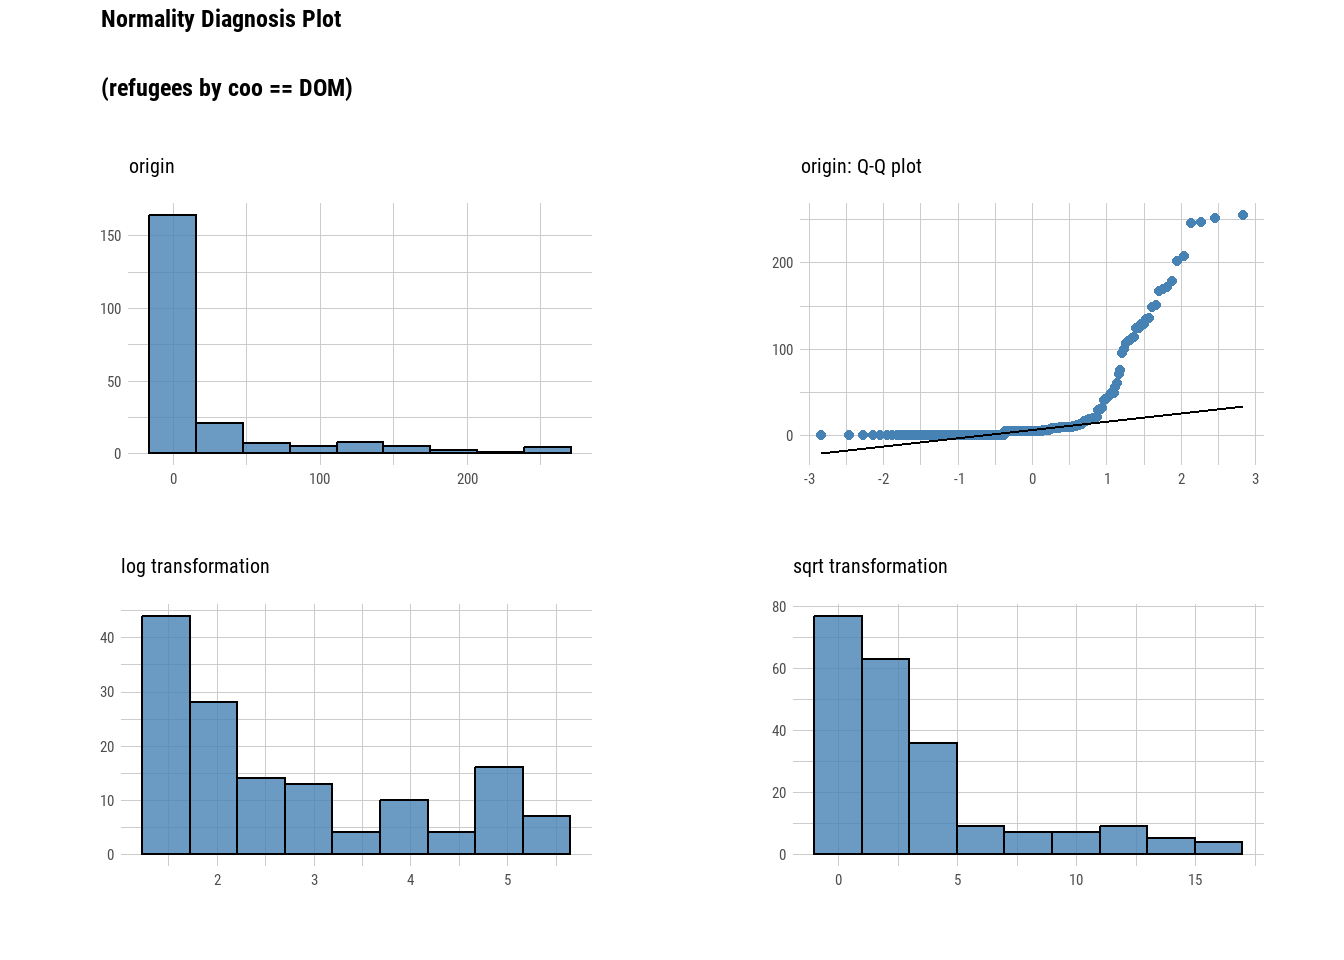 Normality Diagnosis Plot
(refugees by coo == DOM)
origin
150
100
50
0
0 100 200
origin: Q-Q plot
200
100
0
-3 -2 -1 0 1 2 3
log transformation
40
30
20
10
0
2 3 4 5
sqrt transformation
80
60
40
20
0
0 5 10 15